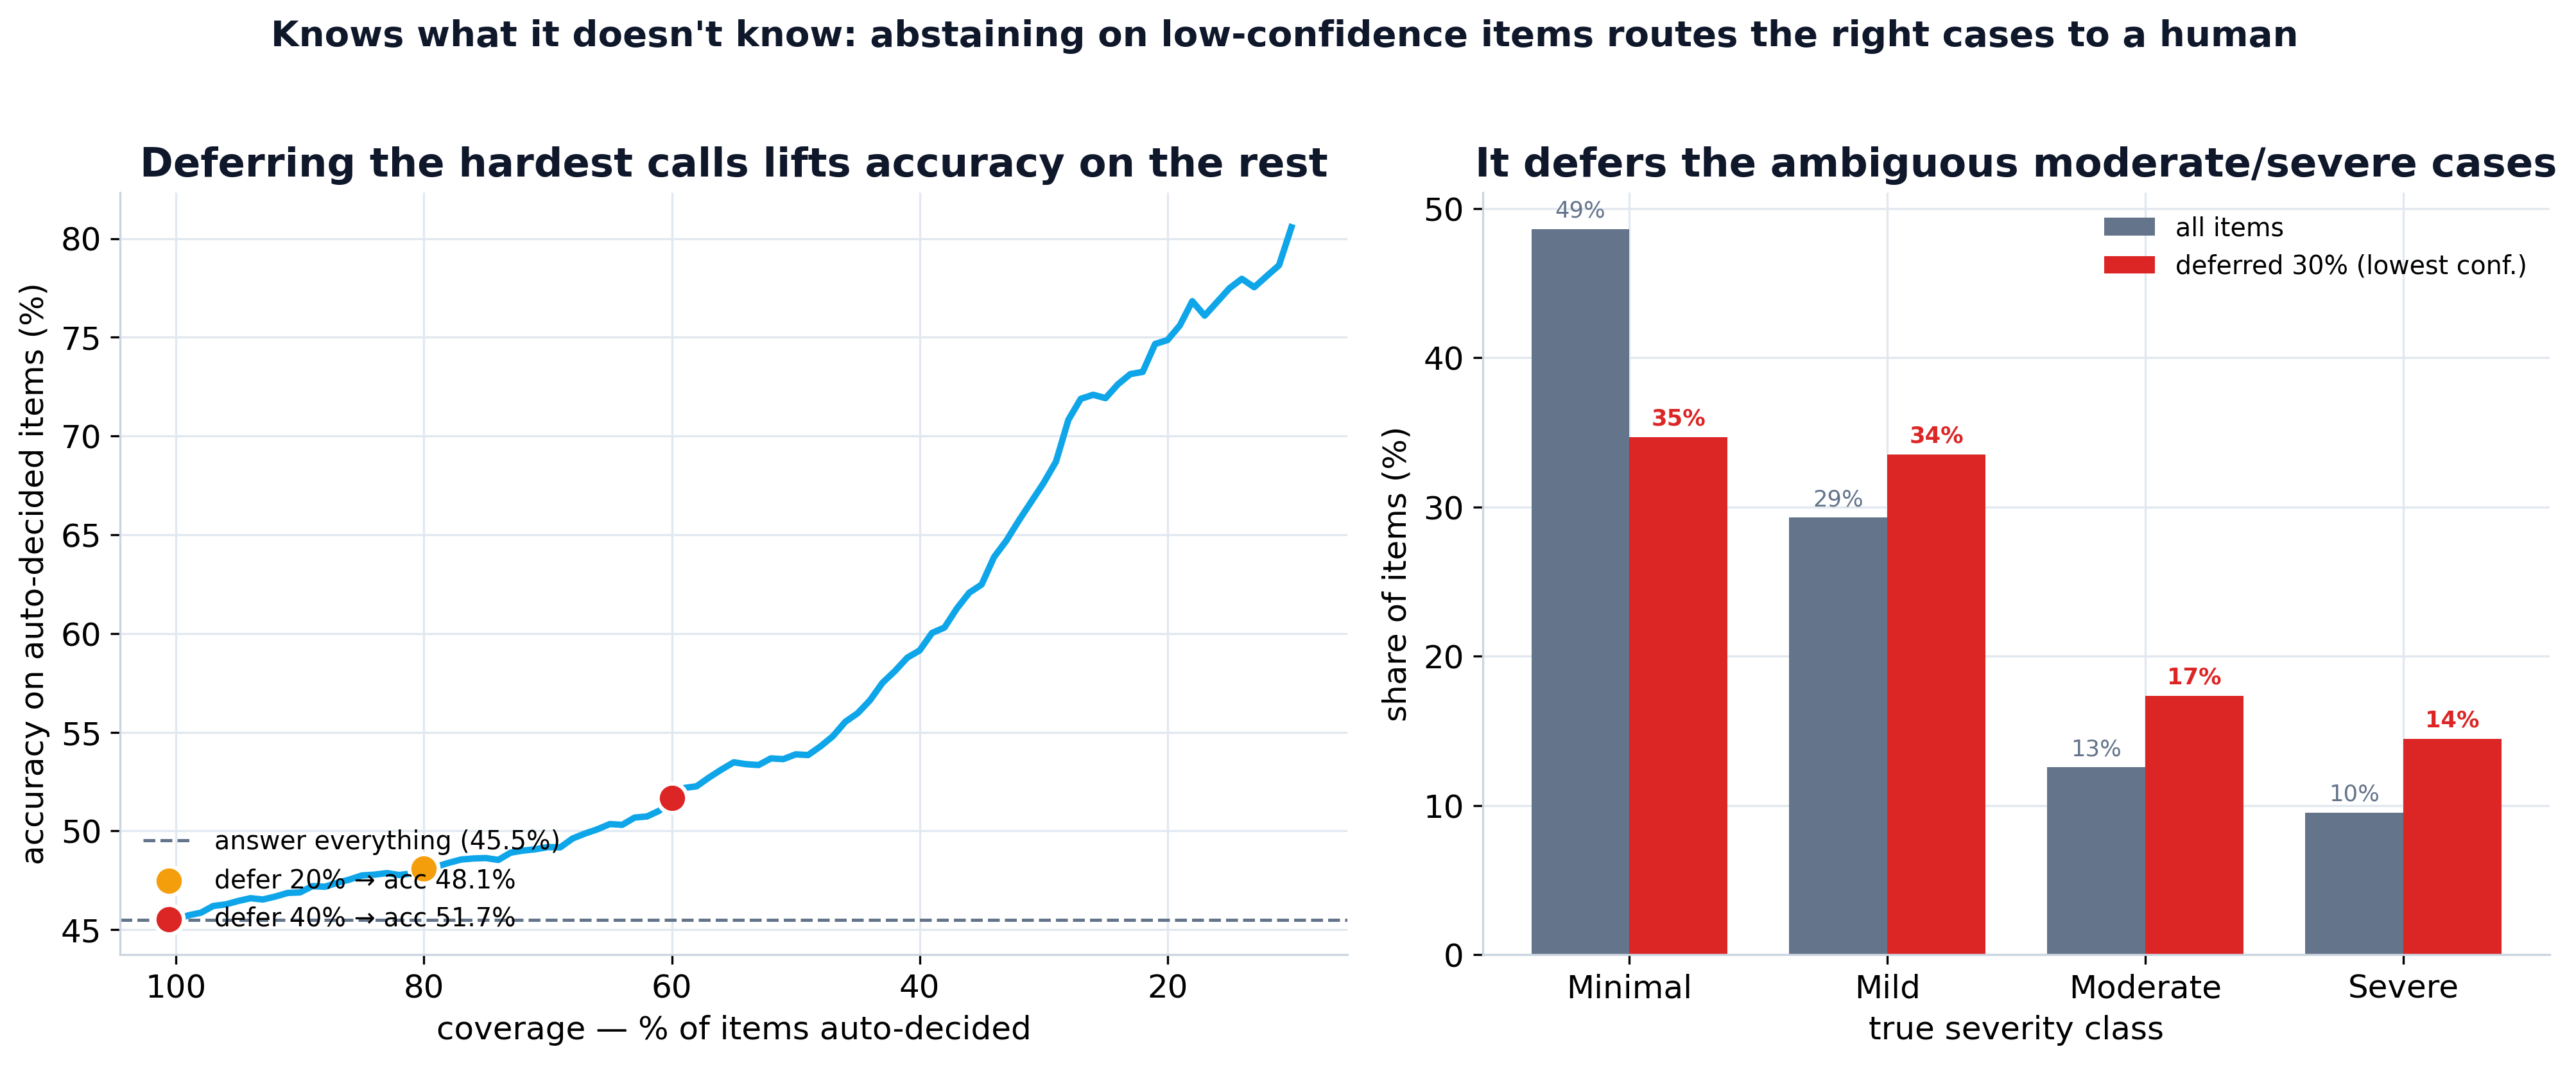 Knows what it doesn't know: abstaining on low-confidence items routes the right cases to a human
Deferring the hardest calls lifts accuracy on the rest
accuracy on auto-decided items (%)
80
75
70
65
60
55
50
45
answer everything (45.5%)
defer 20% → acc 48.1%
defer 40% → acc 51.7%
100
80
60
40
20
coverage — % of items auto-decided
It defers the ambiguous moderate/severe cases
share of items (%)
50
40
30
20
10
0
all items
deferred 30% (lowest conf.)
49%
35%
29%
34%
13%
17%
10%
14%
Minimal
Mild
Moderate
Severe
true severity class